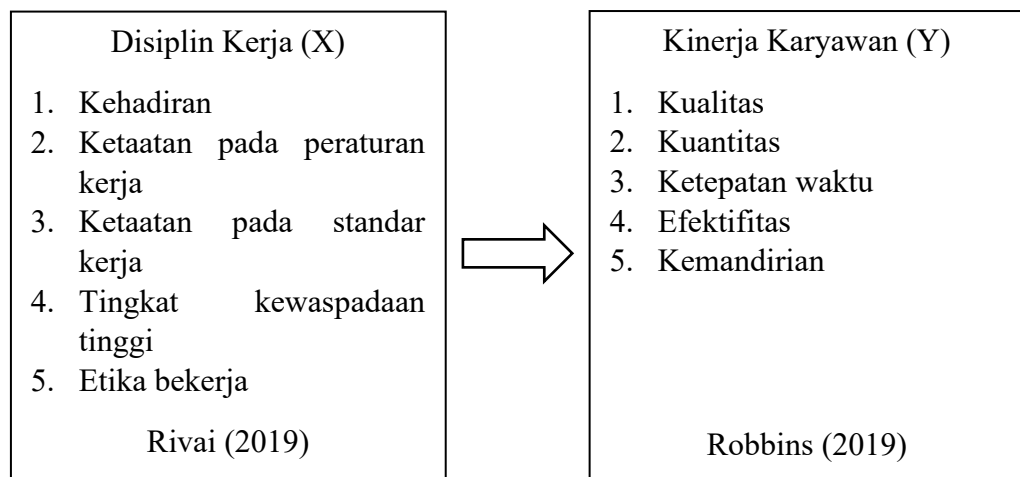 Disiplin Kerja (X)
1. Kehadiran
2. Ketaatan pada peraturan
kerja
3. Ketaatan pada standar
kerja
4. Tingkat kewaspadaan
tinggi
5. Etika bekerja
Rivai (2019)
Kinerja Karyawan (Y)
1. Kualitas
2. Kuantitas
3. Ketepatan waktu
4. Efektifitas
5. Kemandirian
Robbins (2019)